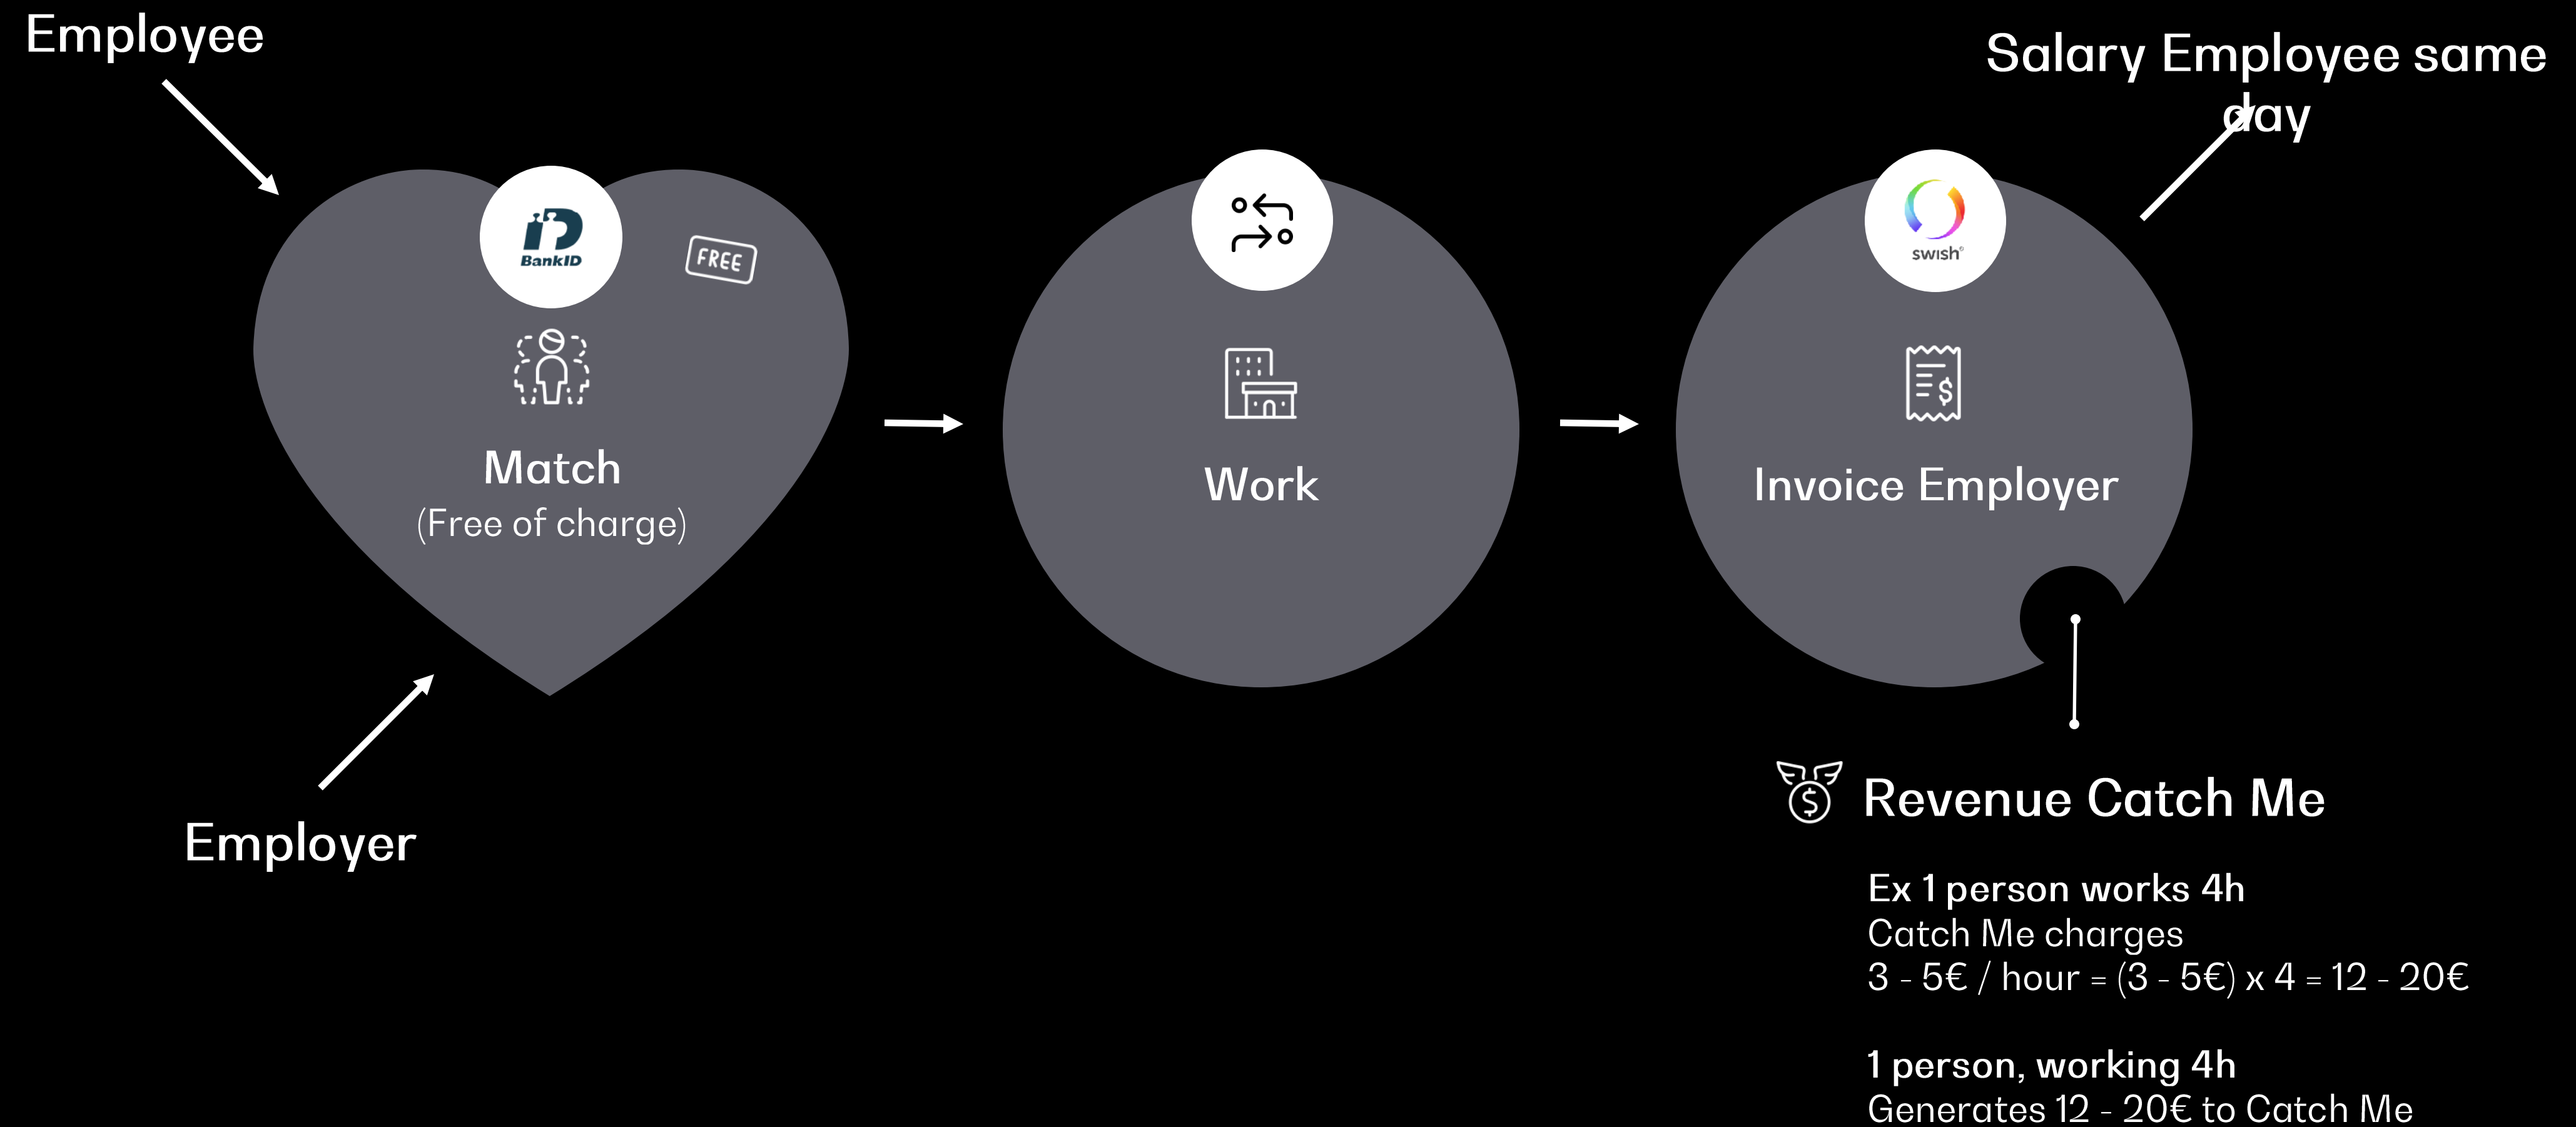 Employee
Salary Employee same
day
BankID
FREE
swish®
Match
(Free of charge)
Work
Invoice Employer
Employer
Revenue Catch Me
Ex 1 person works 4h
Catch Me charges
3 - 5€ / hour = (3 - 5€) x 4 = 12 - 20€
1 person, working 4h
Generates 12 - 20€ to Catch Me